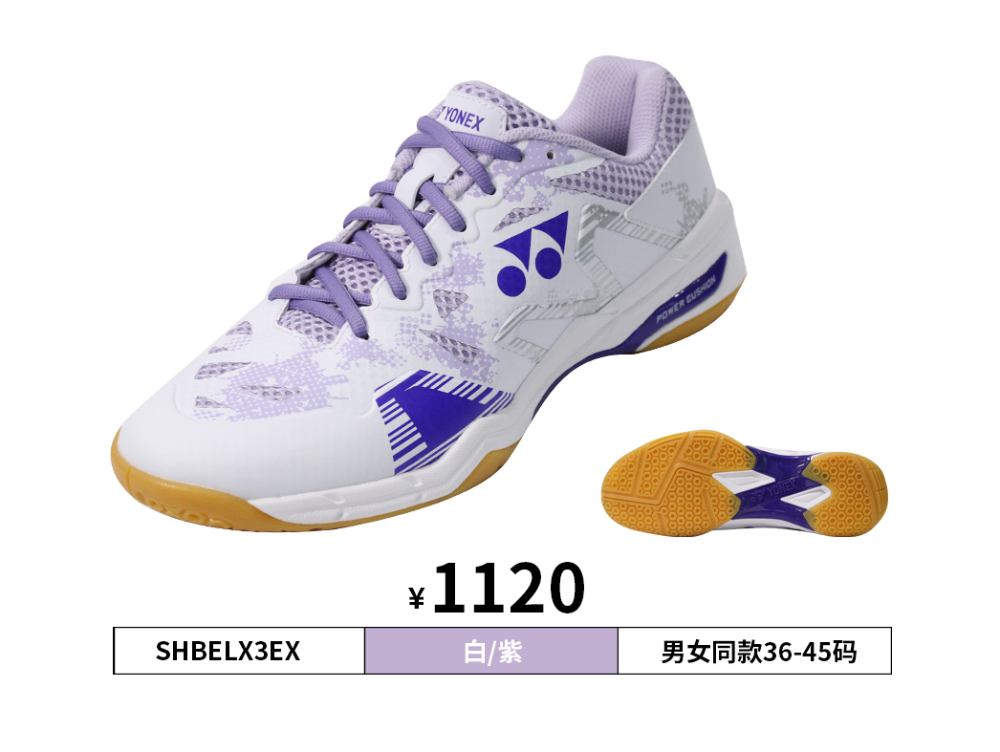 YONEX
POWER CUSHION
YONEX
¥1120
SHBELX3EX
白/紫
男女同款36-45码